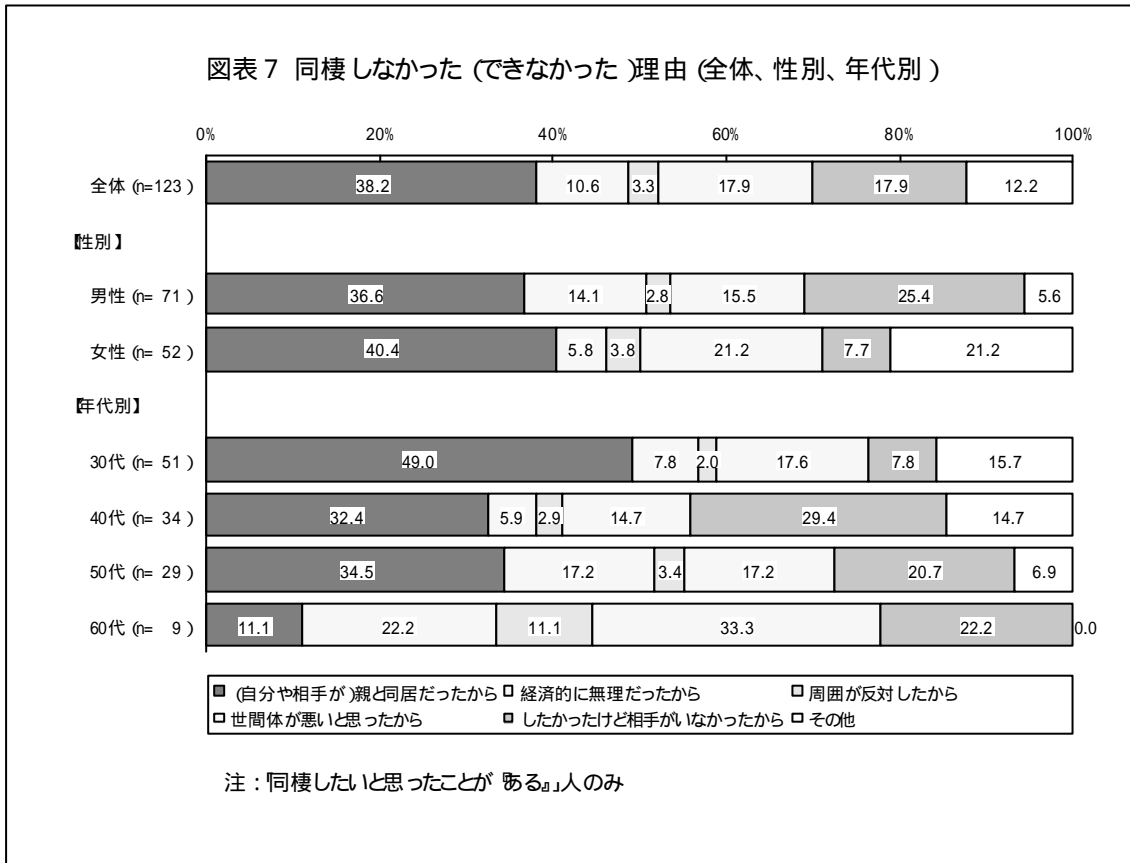 図表7 同棲しなかった(できなかった)理由(全体、性別、年代別)
0% 20% 40% 60% 80% 100%
全体(n=123) 38.2 10.6 3.3 17.9 17.9 12.2
【性別】
男性(n= 71) 36.6 14.1 2.8 15.5 25.4 5.6
女性(n= 52) 40.4 5.8 3.8 21.2 7.7 21.2
【年代別】
30代(n= 51) 49.0 7.8 2.0 17.6 7.8 15.7
40代(n= 34) 32.4 5.9 2.9 14.7 29.4 14.7
50代(n= 29) 34.5 17.2 3.4 17.2 20.7 6.9
60代(n= 9) 11.1 22.2 11.1 33.3 22.2 0.0
(自分や相手が)親と同居だったから 経済的に無理だったから 周囲が反対したから
世間体が悪いと思ったから したかったけど相手がいなかったから その他
注:「同棲したいと思ったことが『ある』」人のみ